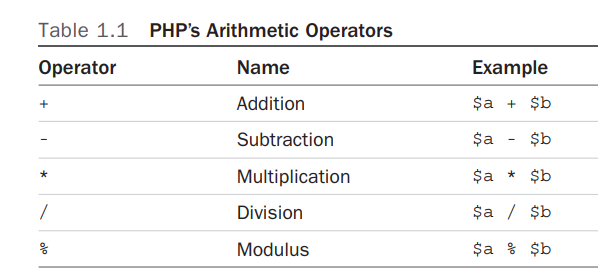 Table 1.1 PHP's Arithmetic Operators
Operator Name Example
+ Addition $a + $b
- Subtraction $a - $b
* Multiplication $a * $b
/ Division $a / $b
% Modulus $a % $b